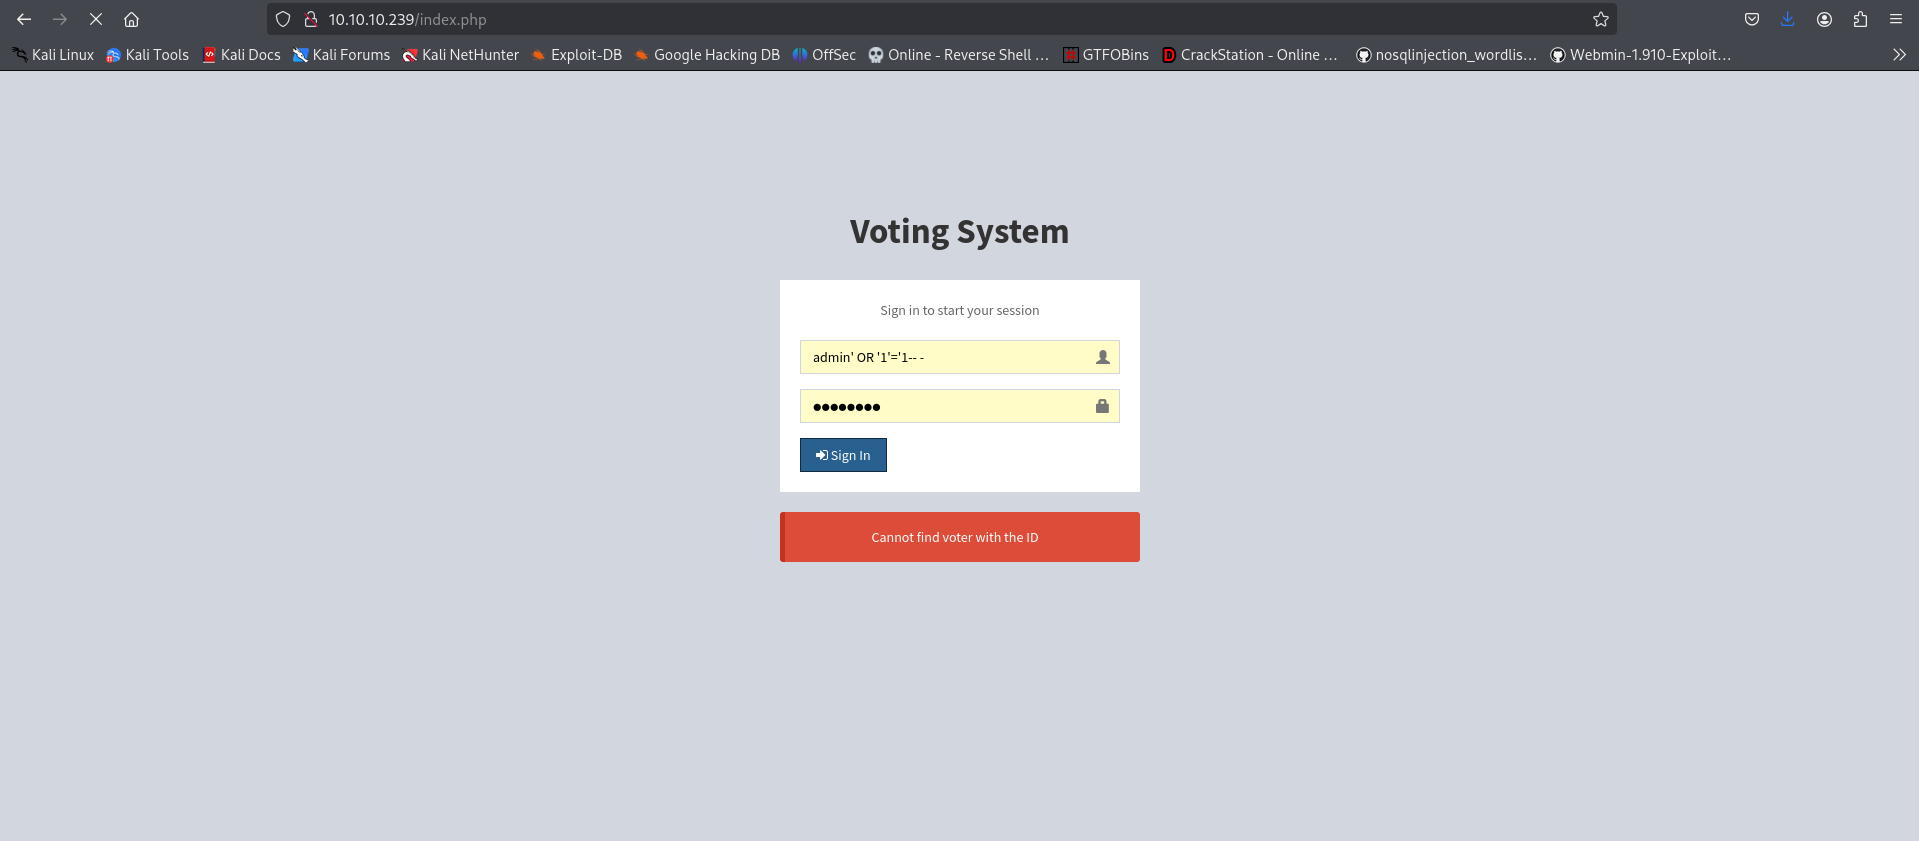 10.10.10.239/index.php
Kali Linux Kali Tools Kali Docs Kali Forums Kali NetHunter Exploit-DB Google Hacking DB OffSec Online - Reverse Shell … GTFOBins CrackStation - Online … nosqlinjection_wordlis… Webmin-1.910-Exploit…
Voting System
Sign in to start your session
admin' OR '1'='1-- -
●●●●●●●●
Sign In
Cannot find voter with the ID